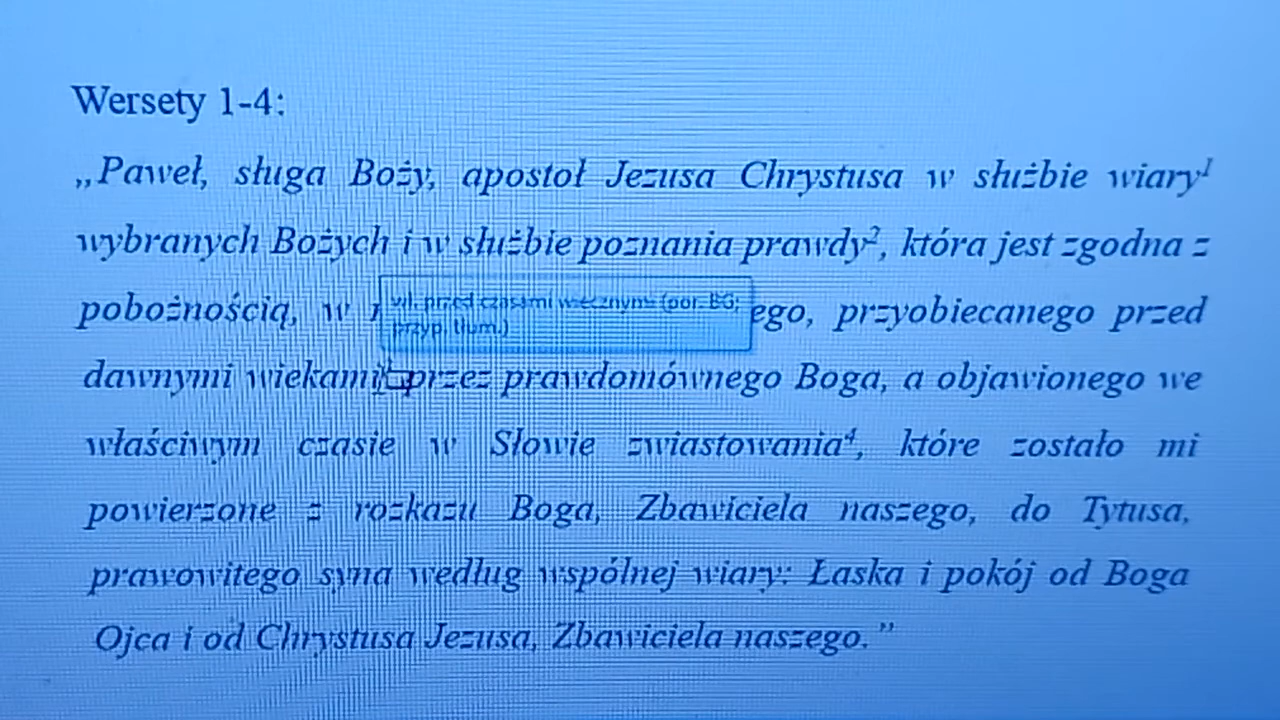 Wersety 1-4:
„Paweł, sługa Boży, apostoł Jezusa Chrystusa w służbie wiary¹
wybranych Bożych i w służbie poznania prawdy², która jest zgodna z
pobożnością, w
wł. przed czasami wiecznymi (por. BG;
przyp. tłum.)
ego, przyobiecanego przed
dawnymi wiekami przez prawdomównego Boga, a objawionego we
właściwym czasie w Słowie zwiastowania⁴, które zostało mi
powierzone z rozkazu Boga, Zbawiciela naszego, do Tytusa,
prawowitego syna według wspólnej wiary: Łaska i pokój od Boga
Ojca i od Chrystusa Jezusa, Zbawiciela naszego.”